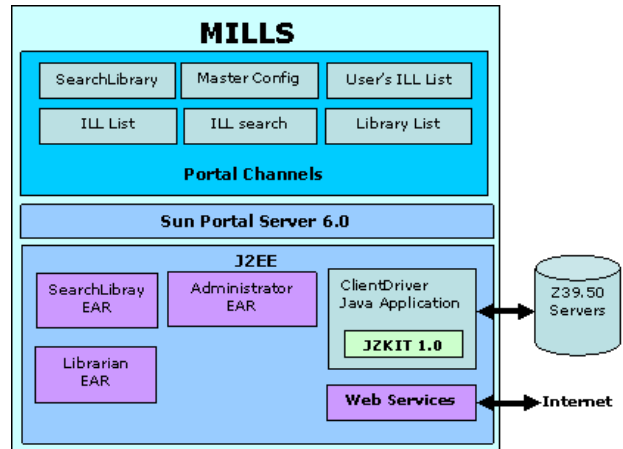 MILLS
SearchLibrary
Master Config
User's ILL List
ILL List
ILL search
Library List
Portal Channels
Sun Portal Server 6.0
J2EE
SearchLibray
EAR
Administrator
EAR
ClientDriver
Java Application
JZKIT 1.0
Z39.50
Servers
Librarian
EAR
Web Services
Internet